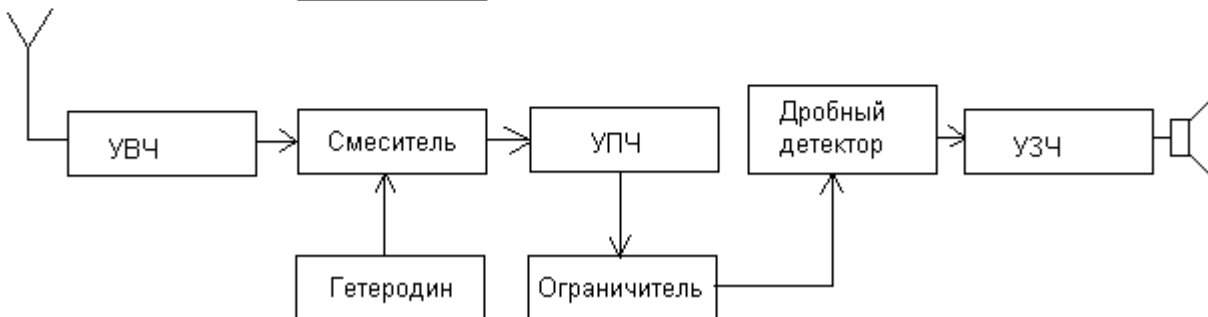 УВЧ
Смеситель
УПЧ
Дробный
детектор
УЗЧ
Гетеродин
Ограничитель